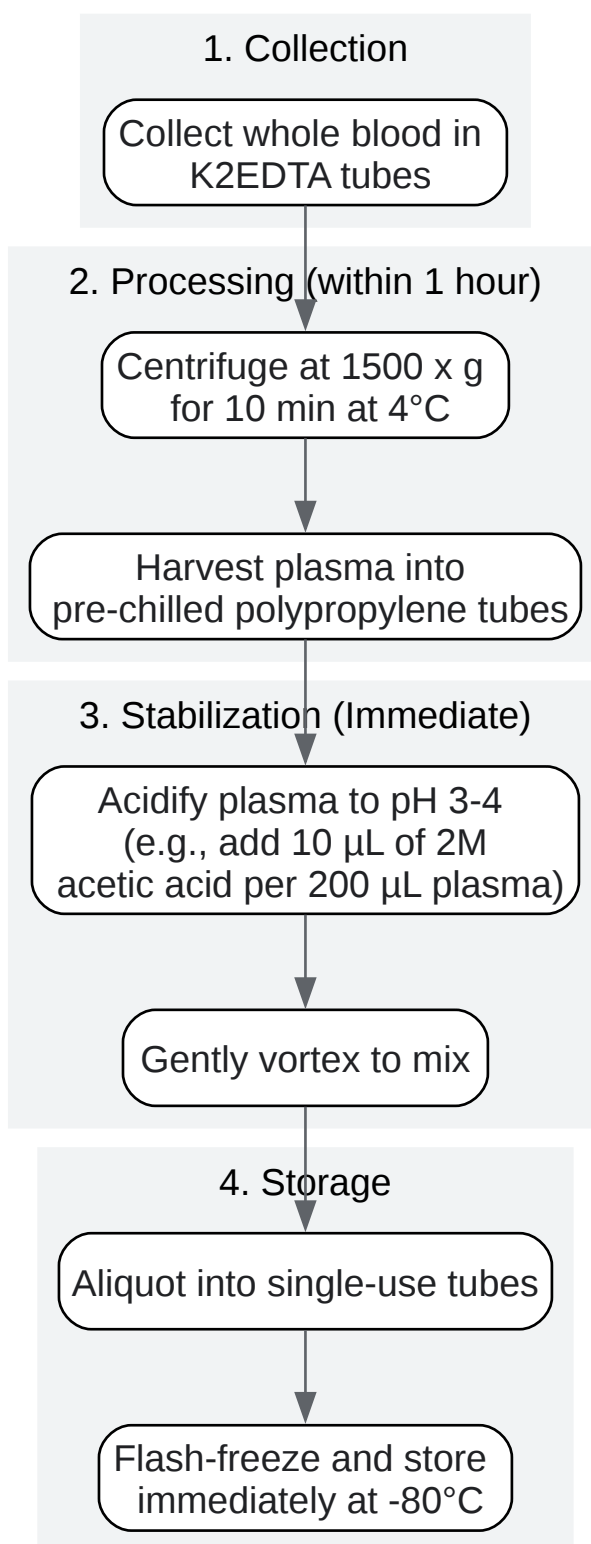 1. Collection
Collect whole blood in
K2EDTA tubes
2. Processing (within 1 hour)
Centrifuge at 1500 x g
for 10 min at 4°C
Harvest plasma into
pre-chilled polypropylene tubes
3. Stabilization (Immediate)
Acidify plasma to pH 3-4
(e.g., add 10 µL of 2M
acetic acid per 200 µL plasma)
Gently vortex to mix
4. Storage
Aliquot into single-use tubes
Flash-freeze and store
immediately at -80°C